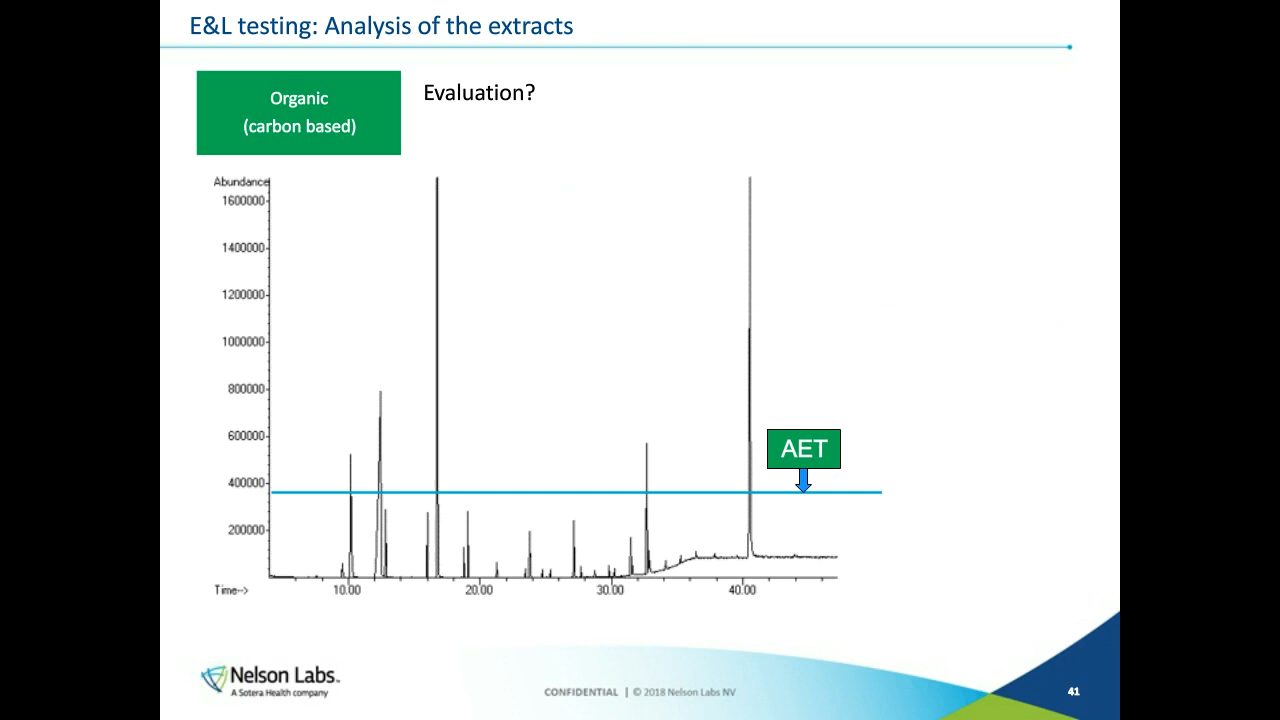 E&L testing: Analysis of the extracts
Organic
(carbon based)
Evaluation?
Abundance
1600000
1400000
1200000
1000000
800000
600000
400000
200000
AET
Time-->
10.00
20.00
30.00
40.00
Nelson Labs™
A Sotera Health company
CONFIDENTIAL | © 2018 Nelson Labs NV
41